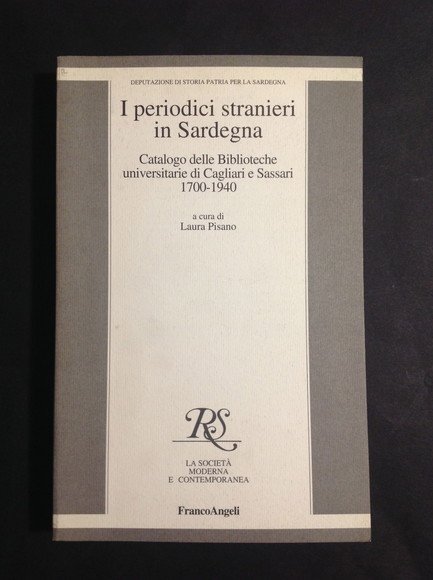 DEPUTAZIONE DI STORIA PATRIA PER LA SARDEGNA
I periodici stranieri
in Sardegna
Catalogo delle Biblioteche
universitarie di Cagliari e Sassari
1700-1940
a cura di
Laura Pisano
RS
LA SOCIETÀ
MODERNA
E CONTEMPORANEA
FrancoAngeli